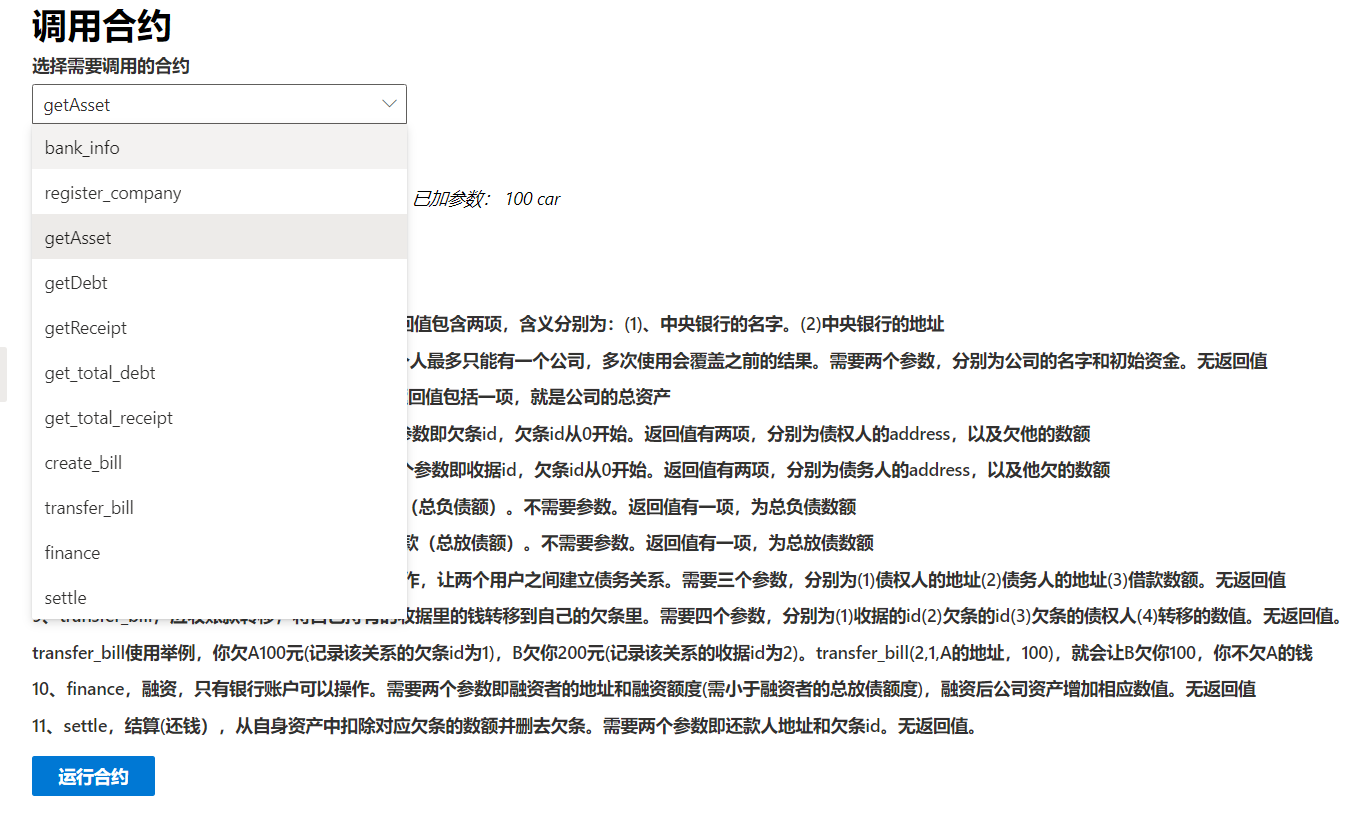 调用合约
选择需要调用的合约
getAsset
bank_info
register_company
已加参数： 100 car
getAsset
getDebt
getReceipt
get_total_debt
get_total_receipt
create_bill
transfer_bill
finance
settle
回值包含两项，含义分别为：(1)、中央银行的名字。(2)中央银行的地址
人最多只能有一个公司，多次使用会覆盖之前的结果。需要两个参数，分别为公司的名字和初始资金。无返回值
回值包括一项，就是公司的总资产
参数即欠条id，欠条id从0开始。返回值有两项，分别为债权人的address，以及欠他的数额
个参数即收据id，欠条id从0开始。返回值有两项，分别为债务人的address，以及他欠的数额
（总负债额）。不需要参数。返回值有一项，为总负债数额
款（总放债额）。不需要参数。返回值有一项，为总放债数额
作，让两个用户之间建立债务关系。需要三个参数，分别为(1)债权人的地址(2)债务人的地址(3)借款数额。无返回值
9、transfer_bill，应收账款转移，将自己持有的收据里的钱转移到自己的欠条里。需要四个参数，分别为(1)收据的id(2)欠条的id(3)欠条的债权人(4)转移的数值。无返回值。
transfer_bill使用举例，你欠A100元(记录该关系的欠条id为1)，B欠你200元(记录该关系的收据id为2)。transfer_bill(2,1,A的地址，100)，就会让B欠你100，你不欠A的钱
10、finance，融资，只有银行账户可以操作。需要两个参数即融资者的地址和融资额度(需小于融资者的总放债额度)，融资后公司资产增加相应数值。无返回值
11、settle，结算(还钱），从自身资产中扣除对应欠条的数额并删去欠条。需要两个参数即还款人地址和欠条id。无返回值。
运行合约